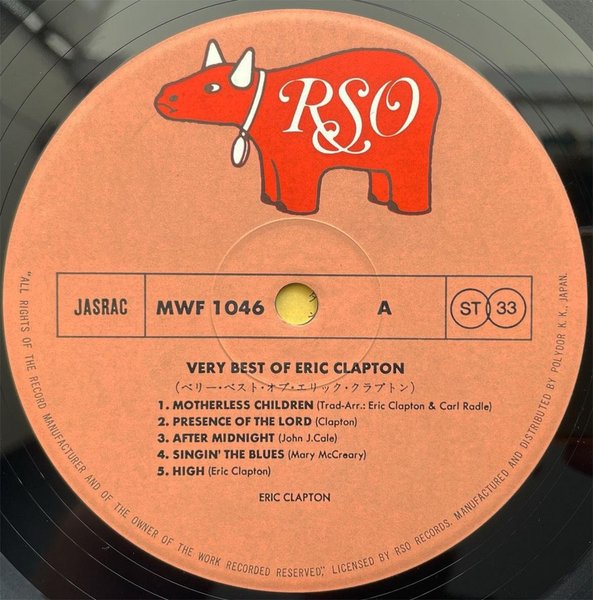 RSO
JASRAC
MWF 1046
A
ST 33
VERY BEST OF ERIC CLAPTON
(ベリー・ベスト・オブ・エリック・クラプトン)
1. MOTHERLESS CHILDREN (Trad-Arr.: Eric Clapton & Carl Radle)
2. PRESENCE OF THE LORD (Clapton)
3. AFTER MIDNIGHT (John J.Cale)
4. SINGIN' THE BLUES (Mary McCreary)
5. HIGH (Eric Clapton)
ERIC CLAPTON
"ALL RIGHTS OF THE RECORD MANUFACTURER AND OF THE OWNER OF THE WORK RECORDED RESERVED", LICENSED BY RSO RECORDS. MANUFACTURED AND DISTRIBUTED BY POLYDOR K. K., JAPAN.